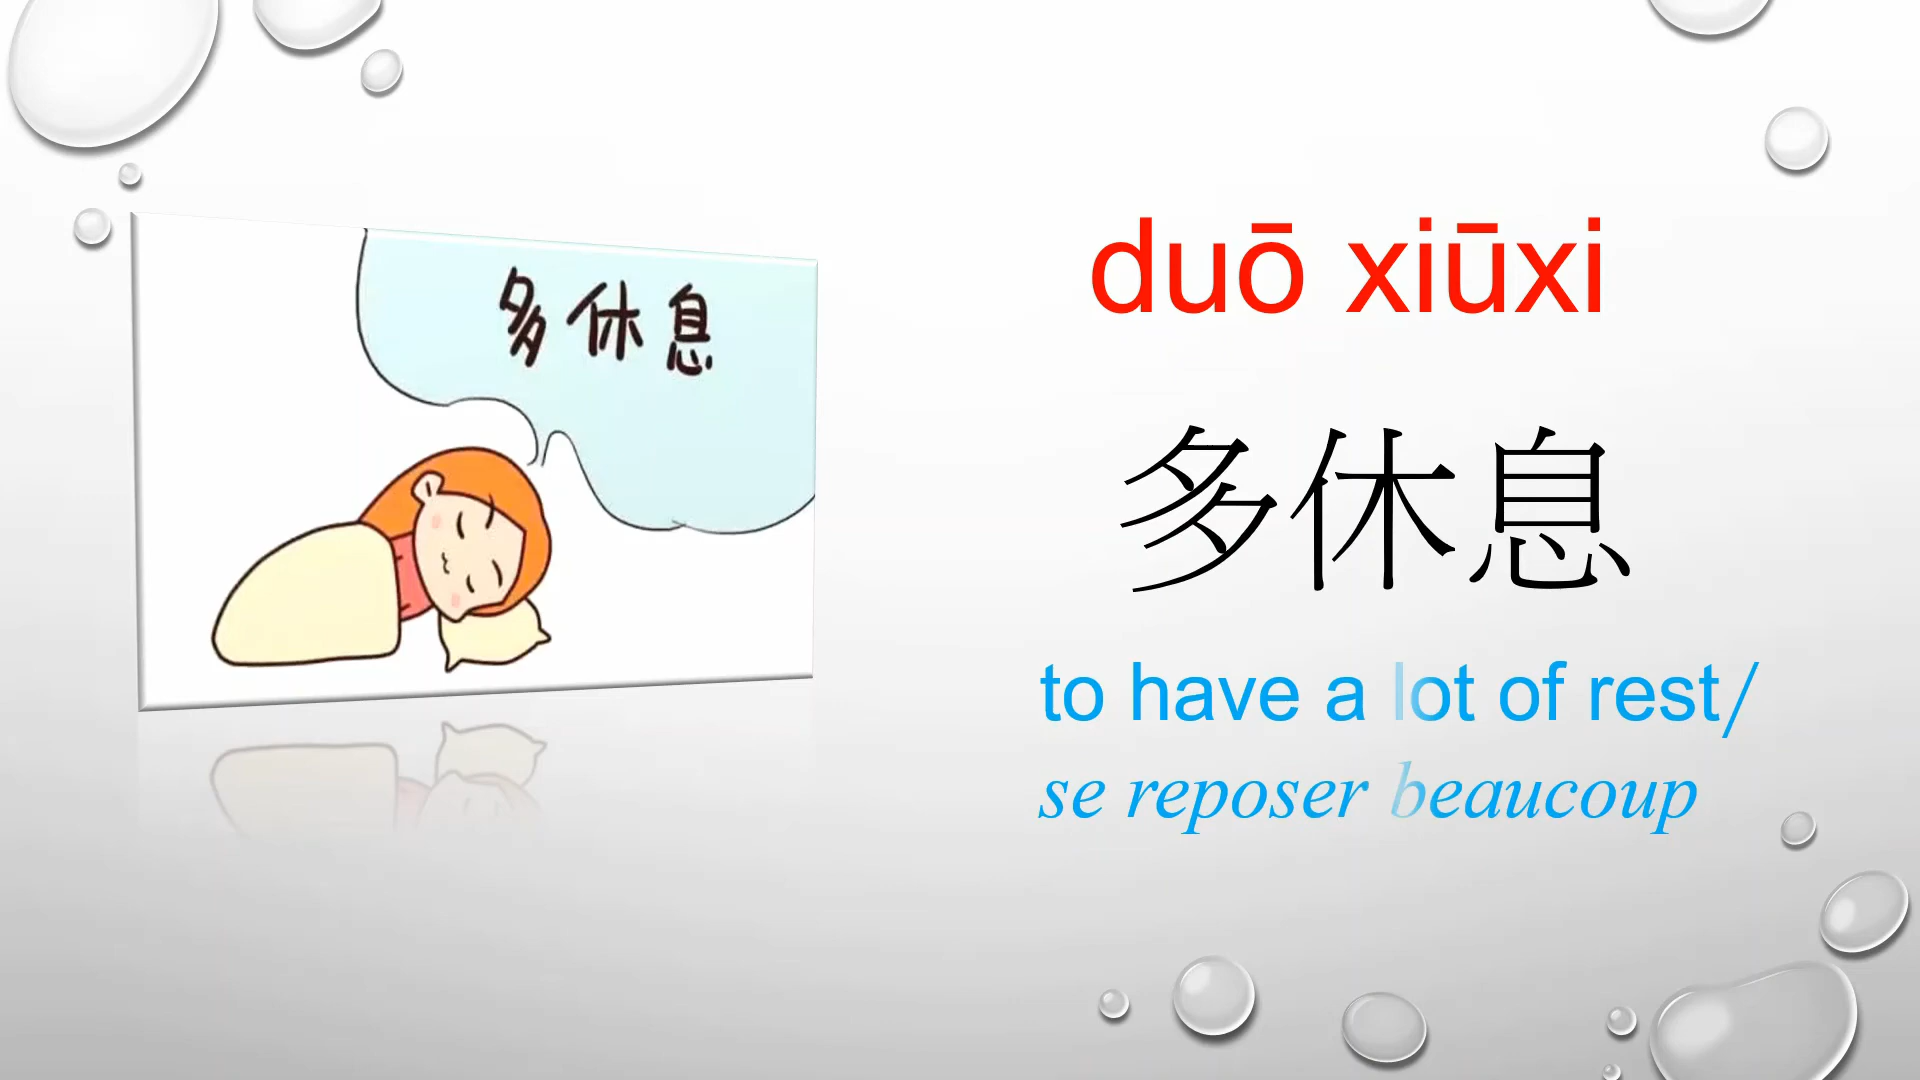 多休息
duō xiūxi
多休息
to have a lot of rest/
se reposer beaucoup